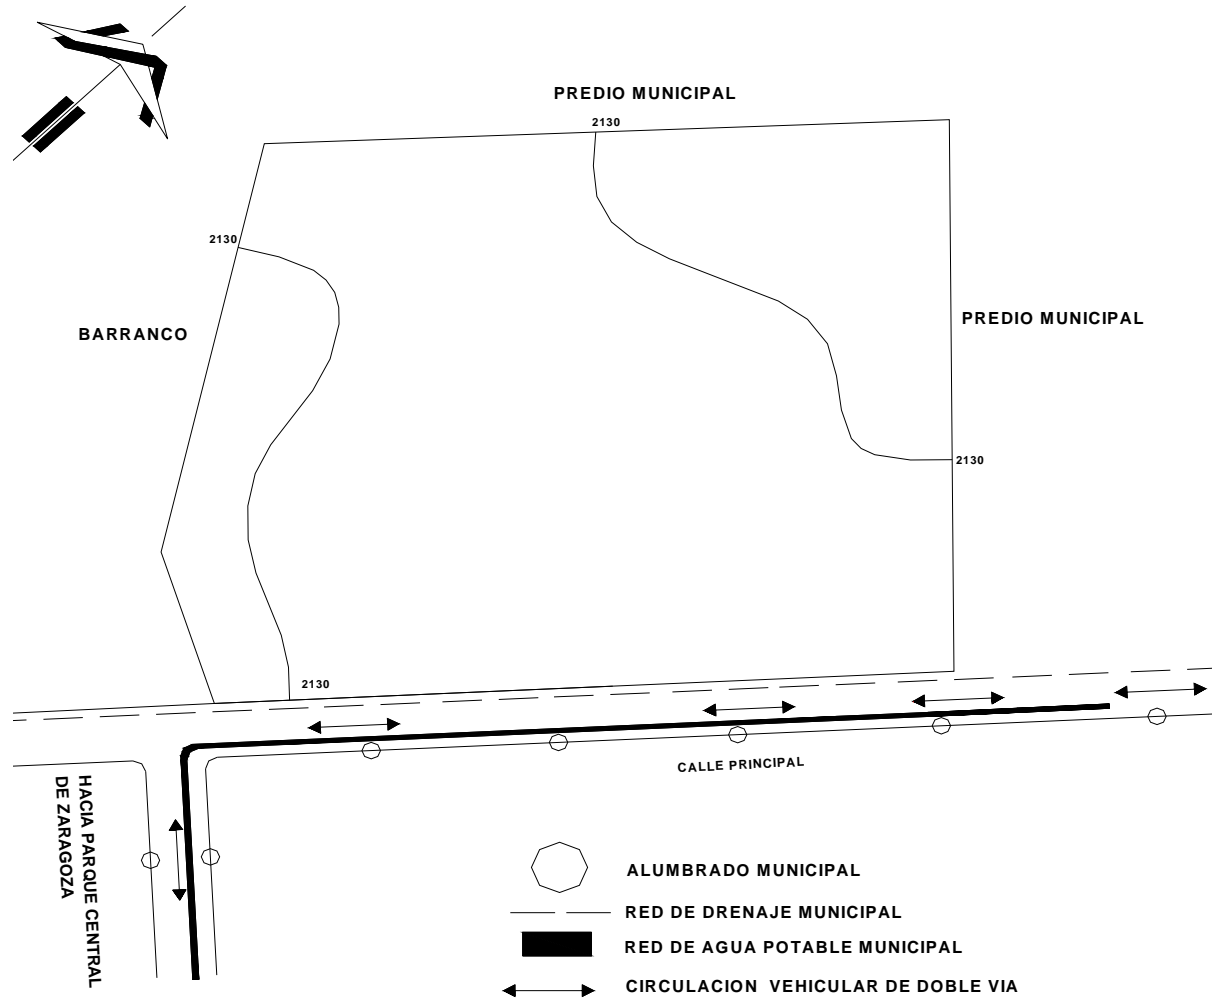 PREDIO MUNICIPAL
2130
2130
BARRANCO
PREDIO MUNICIPAL
2130
2130
CALLE PRINCIPAL
HACIA PARQUE CENTRAL
DE ZARAGOZA
ALUMBRADO MUNICIPAL
RED DE DRENAJE MUNICIPAL
RED DE AGUA POTABLE MUNICIPAL
CIRCULACION VEHICULAR DE DOBLE VIA